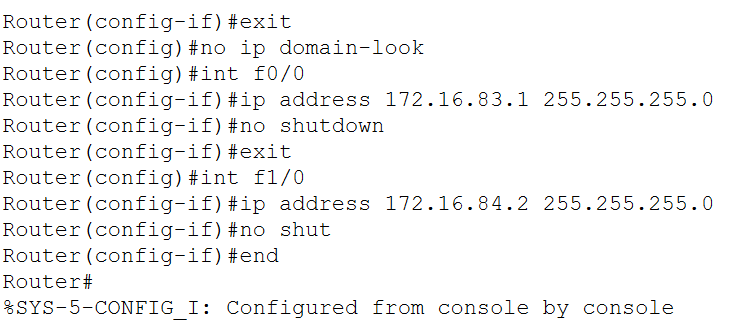 Router(config-if)#exit
Router(config)#no ip domain-look
Router(config)#int f0/0
Router(config-if)#ip address 172.16.83.1 255.255.255.0
Router(config-if)#no shutdown
Router(config-if)#exit
Router(config)#int f1/0
Router(config-if)#ip address 172.16.84.2 255.255.255.0
Router(config-if)#no shut
Router(config-if)#end
Router#
%SYS-5-CONFIG_I: Configured from console by console